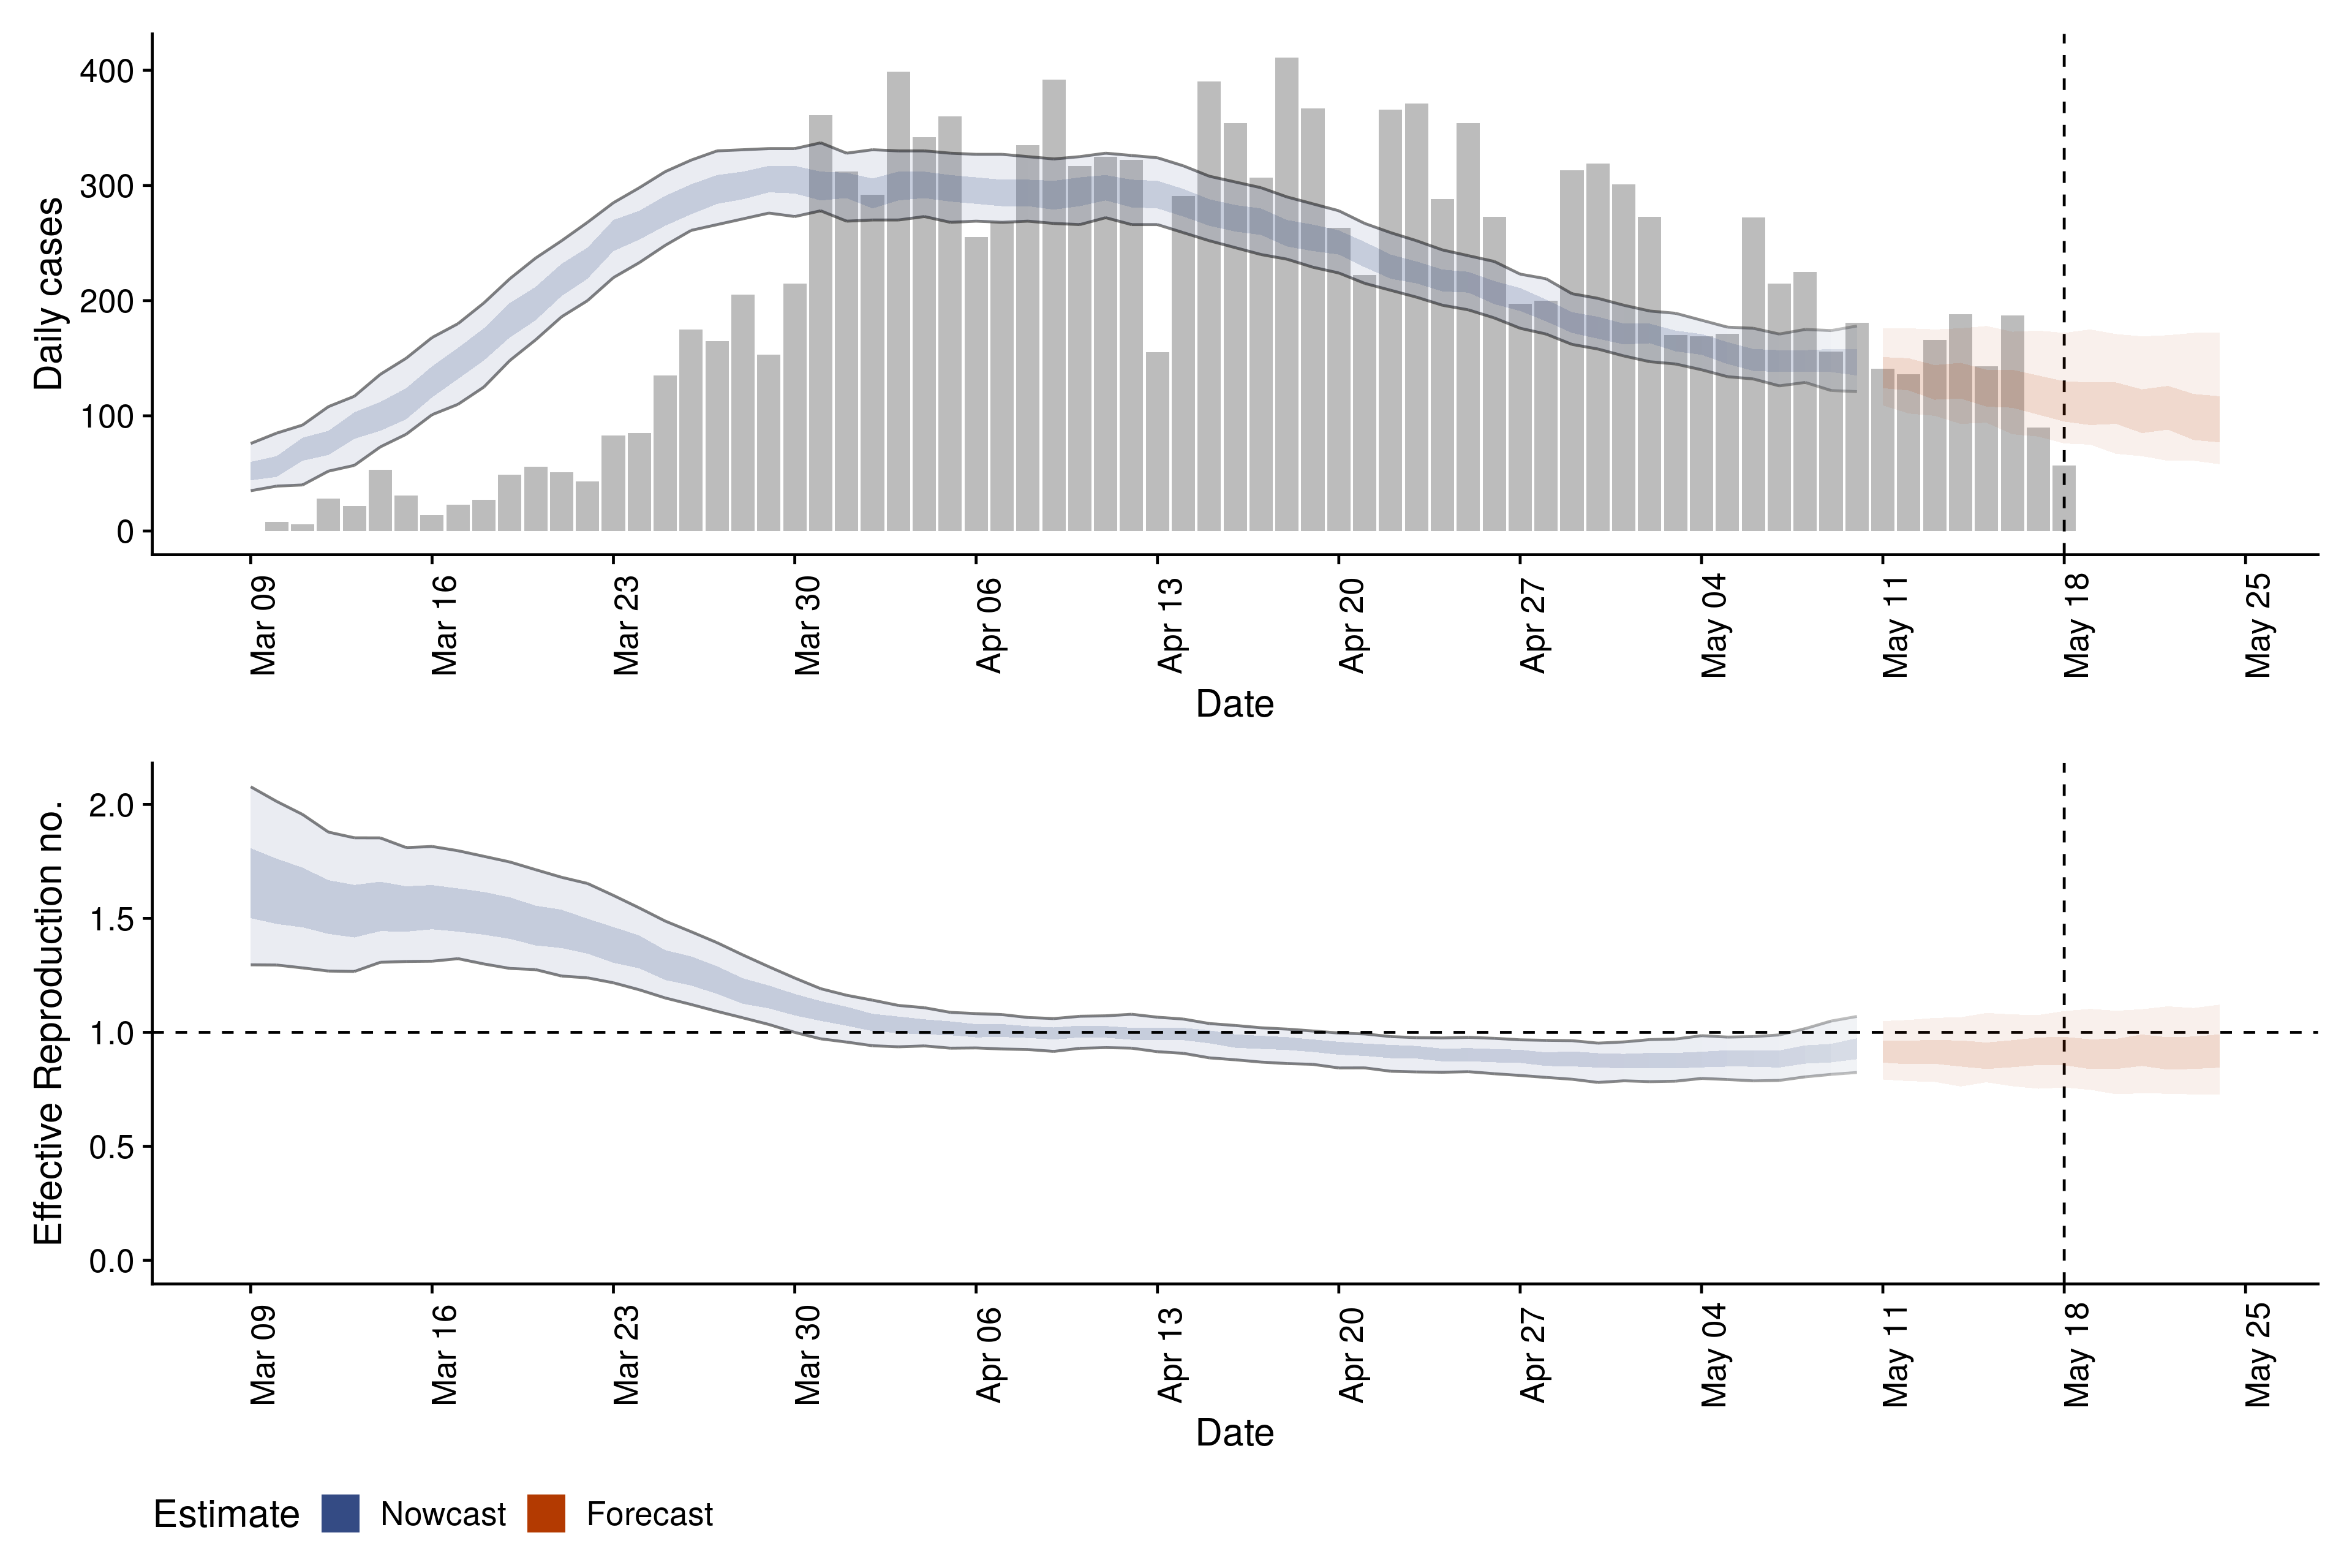 Daily cases
400
300
200
100
0
Mar 09
Mar 16
Mar 23
Mar 30
Apr 06
Apr 13
Apr 20
Apr 27
May 04
May 11
May 18
May 25
Date
Effective Reproduction no.
2.0
1.5
1.0
0.5
0.0
Mar 09
Mar 16
Mar 23
Mar 30
Apr 06
Apr 13
Apr 20
Apr 27
May 04
May 11
May 18
May 25
Date
Estimate Nowcast Forecast